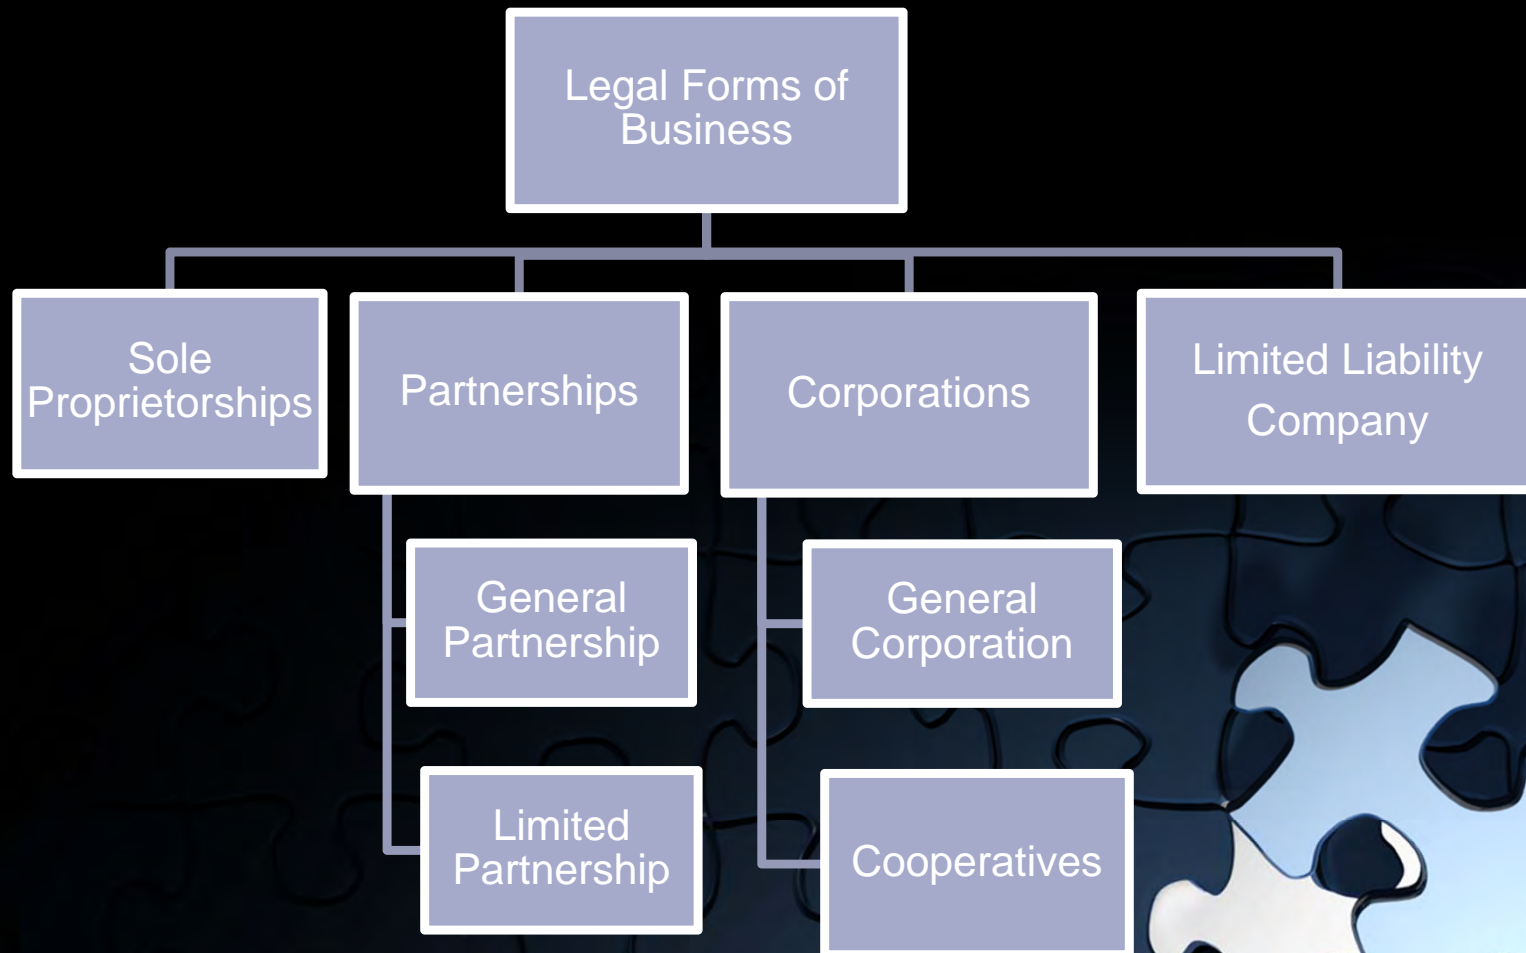 Legal Forms of
Business
Sole
Proprietorships
Partnerships
Corporations
Limited Liability
Company
General
Partnership
General
Corporation
Limited
Partnership
Cooperatives